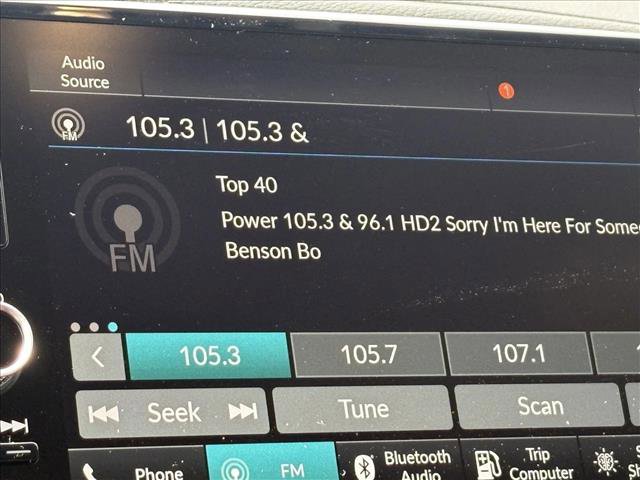 Audio
Source
1
FM
105.3 | 105.3 &
Top 40
FM
Power 105.3 & 96.1 HD2 Sorry I'm Here For Some
Benson Bo
105.3 105.7 107.1
Seek Tune Scan
Phone FM Bluetooth Audio Trip Computer